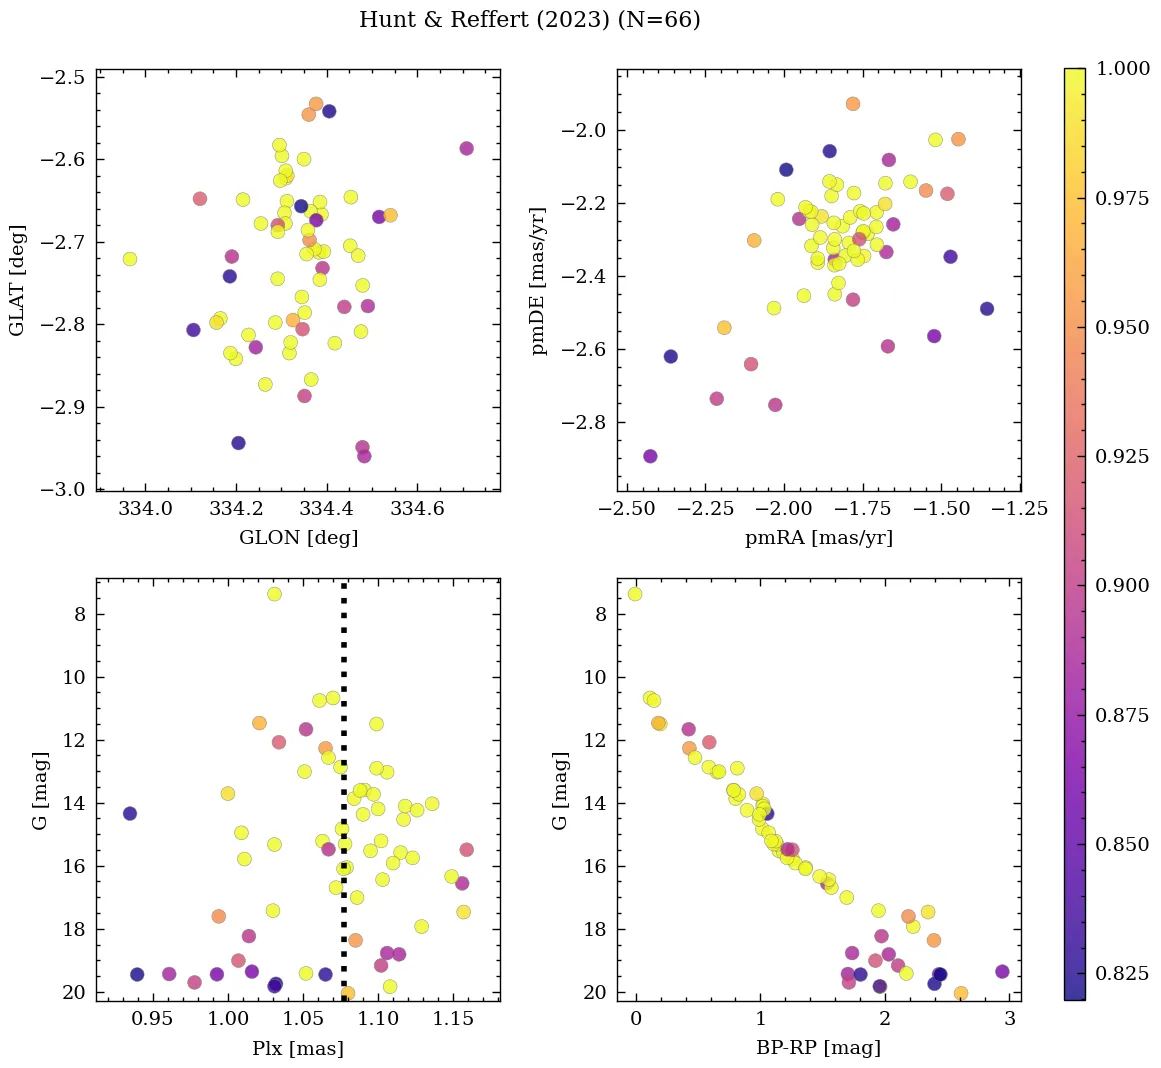 Hunt & Reffert (2023) (N=66)
−2.5
−2.6
−2.7
−2.8
−2.9
−3.0
GLAT [deg]
334.0 334.2 334.4 334.6
GLON [deg]
−2.0
−2.2
−2.4
−2.6
−2.8
pmDE [mas/yr]
−2.50 −2.25 −2.00 −1.75 −1.50 −1.25
pmRA [mas/yr]
1.000
0.975
0.950
0.925
0.900
0.875
0.850
0.825
8
10
12
14
16
18
20
G [mag]
0.95 1.00 1.05 1.10 1.15
Plx [mas]
8
10
12
14
16
18
20
G [mag]
0 1 2 3
BP-RP [mag]